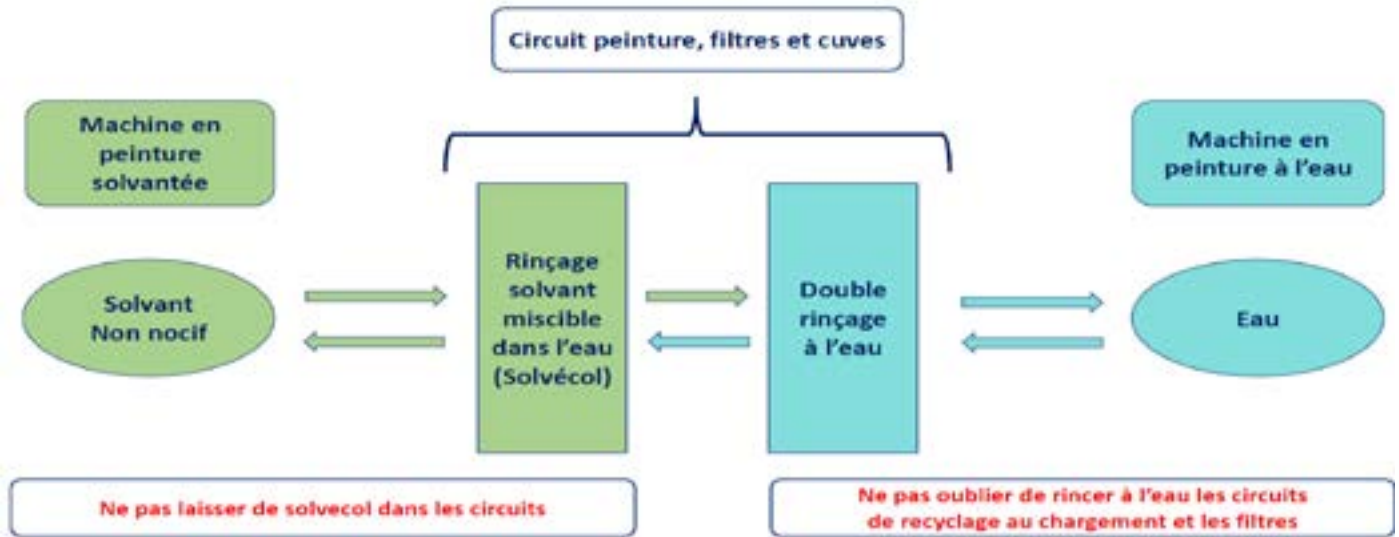 Circuit peinture, filtres et cuves
Machine en
peinture
solvantée
Machine en
peinture à l'eau
Solvant
Non nocif
Rinçage
solvant
miscible
dans l'eau
(Solvécol)
Double
rinçage
à l'eau
Eau
Ne pas laisser de solvecol dans les circuits
Ne pas oublier de rincer à l'eau les circuits
de recyclage au chargement et les filtres